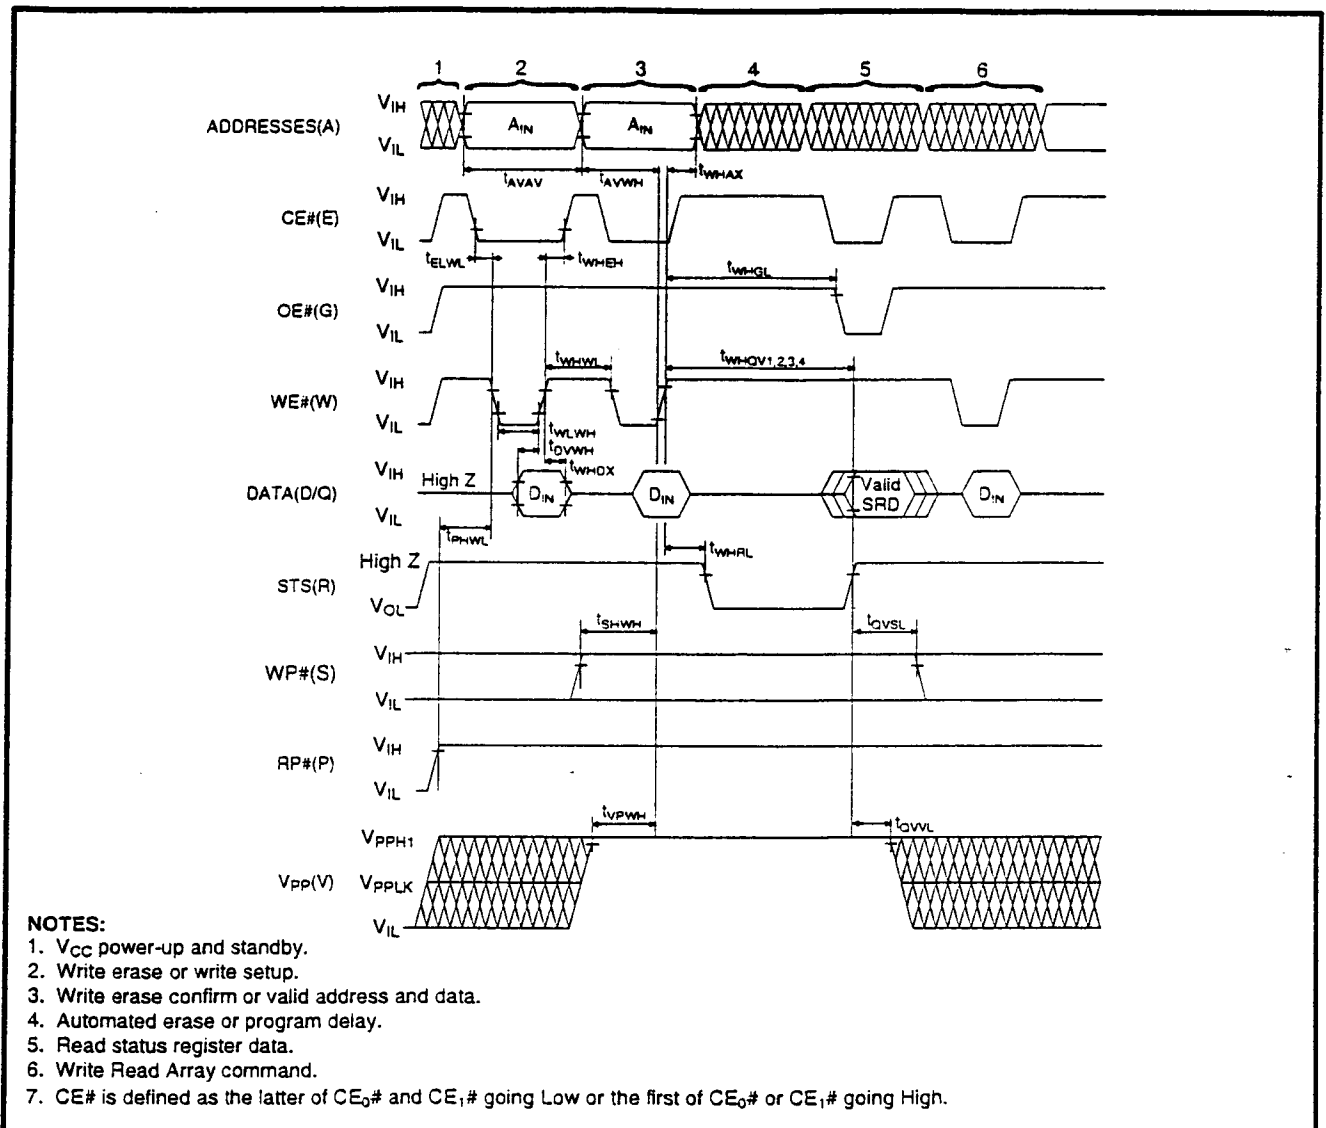 1 2 3 4 5 6
VIH
ADDRESSES(A) AIN AIN
VIL
tAVAV tAVWH tWHAX
VIH
CE#(E)
VIL
tELWL tWHEH tWHGL
VIH
OE#(G)
VIL
tWHWL tWHQV1,2,3,4
VIH
WE#(W)
VIL
tWLWH
tDVWH
tWHDX
VIH
High Z
DATA(D/Q) DIN DIN Valid SRD DIN
VIL
tPHWL
tWHRL
High Z
STS(R)
VOL
tSHWH tQVSL
VIH
WP#(S)
VIL
VIH
RP#(P)
VIL
tVPWH tQVVL
VPPH1
VPP(V) VPPLK
VIL
NOTES:
1. VCC power-up and standby.
2. Write erase or write setup.
3. Write erase confirm or valid address and data.
4. Automated erase or program delay.
5. Read status register data.
6. Write Read Array command.
7. CE# is defined as the latter of CE0# and CE1# going Low or the first of CE0# or CE1# going High.